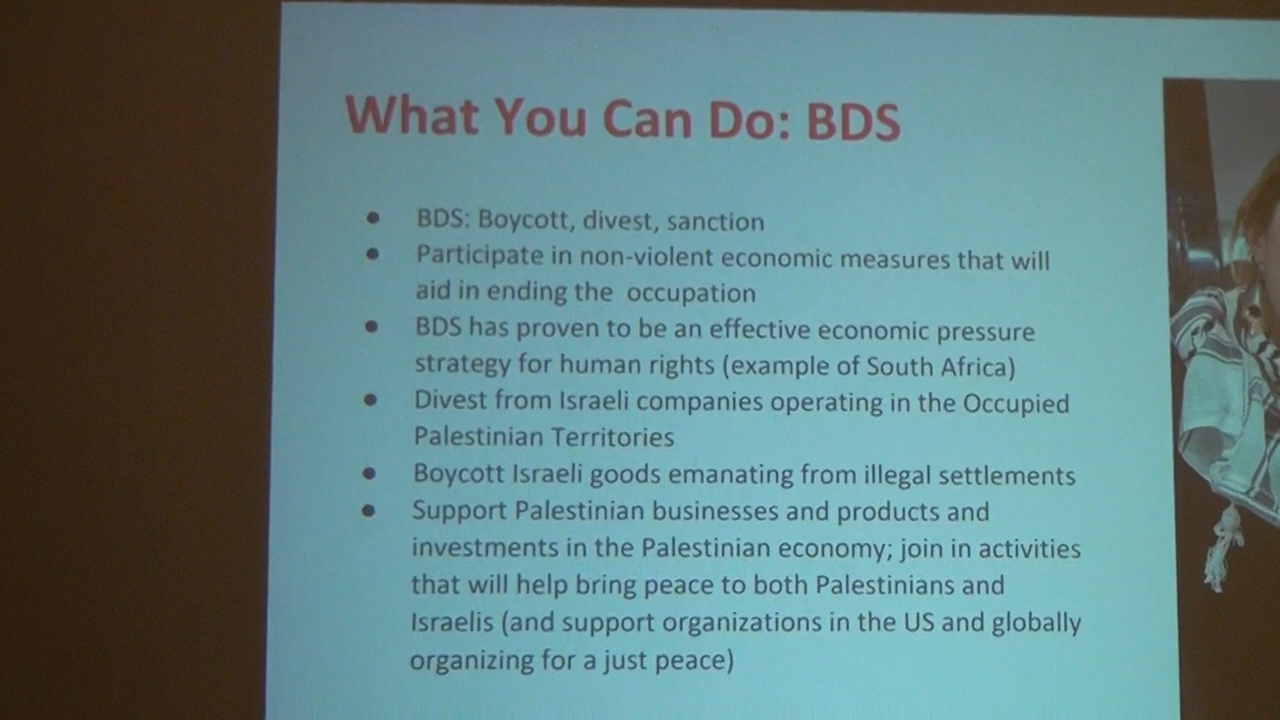 What You Can Do: BDS
● BDS: Boycott, divest, sanction
● Participate in non-violent economic measures that will
aid in ending the occupation
● BDS has proven to be an effective economic pressure
strategy for human rights (example of South Africa)
● Divest from Israeli companies operating in the Occupied
Palestinian Territories
● Boycott Israeli goods emanating from illegal settlements
● Support Palestinian businesses and products and
investments in the Palestinian economy; join in activities
that will help bring peace to both Palestinians and
Israelis (and support organizations in the US and globally
organizing for a just peace)